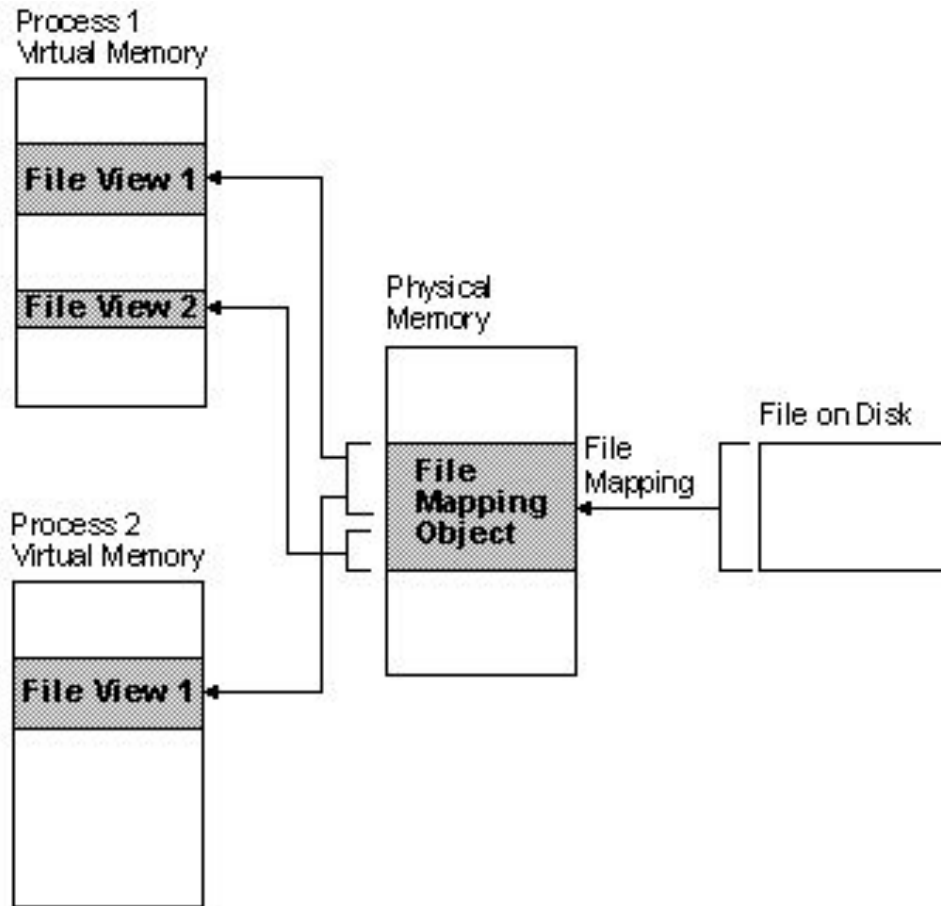 Process 1
Virtual Memory
File View 1
File View 2
Physical
Memory
File
Mapping
Object
File
Mapping
File on Disk
Process 2
Virtual Memory
File View 1